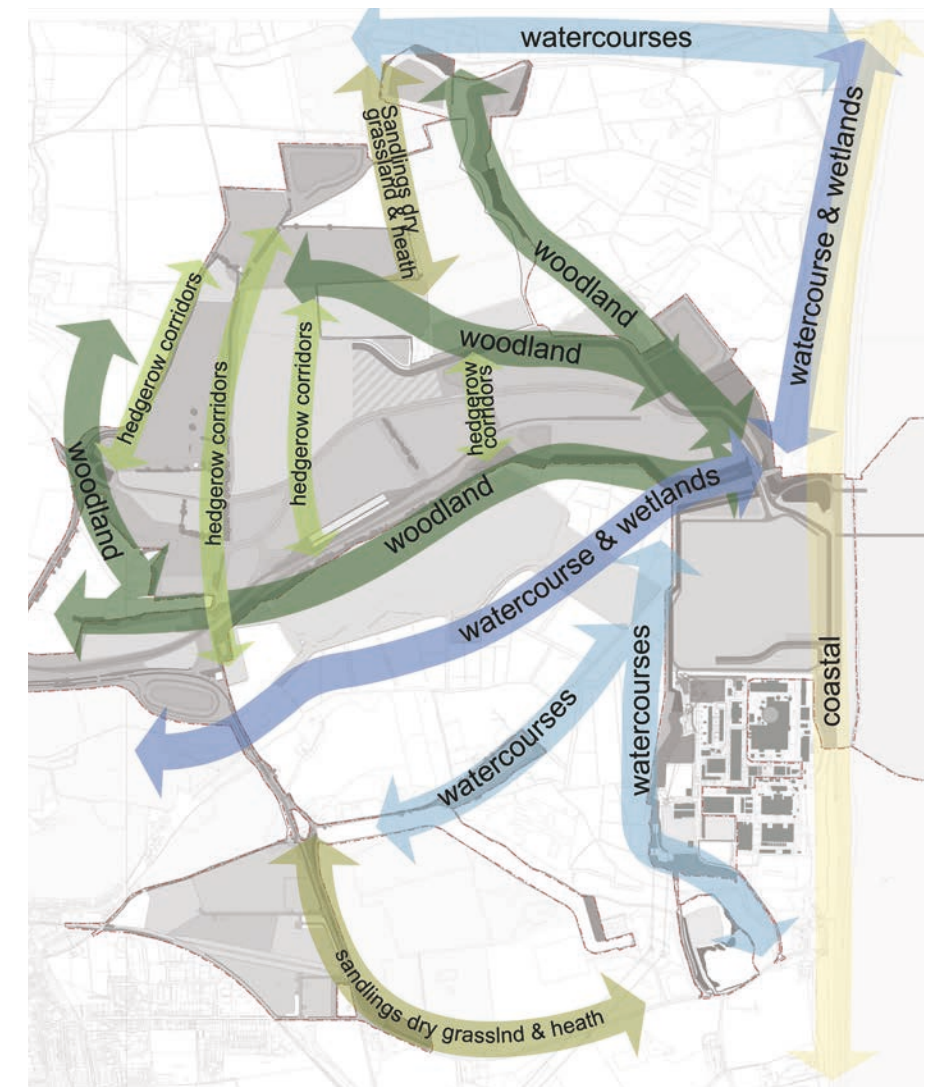 watercourses
Sandlings dry
grassland & heath
watercourse & wetlands
woodland
hedgerow corridors
woodland
hedgerow corridors
hedgerow corridors
hedgerow
corridors
woodland
woodland
watercourse & wetlands
watercourses
watercourses
coastal
sandlings dry grasslnd & heath